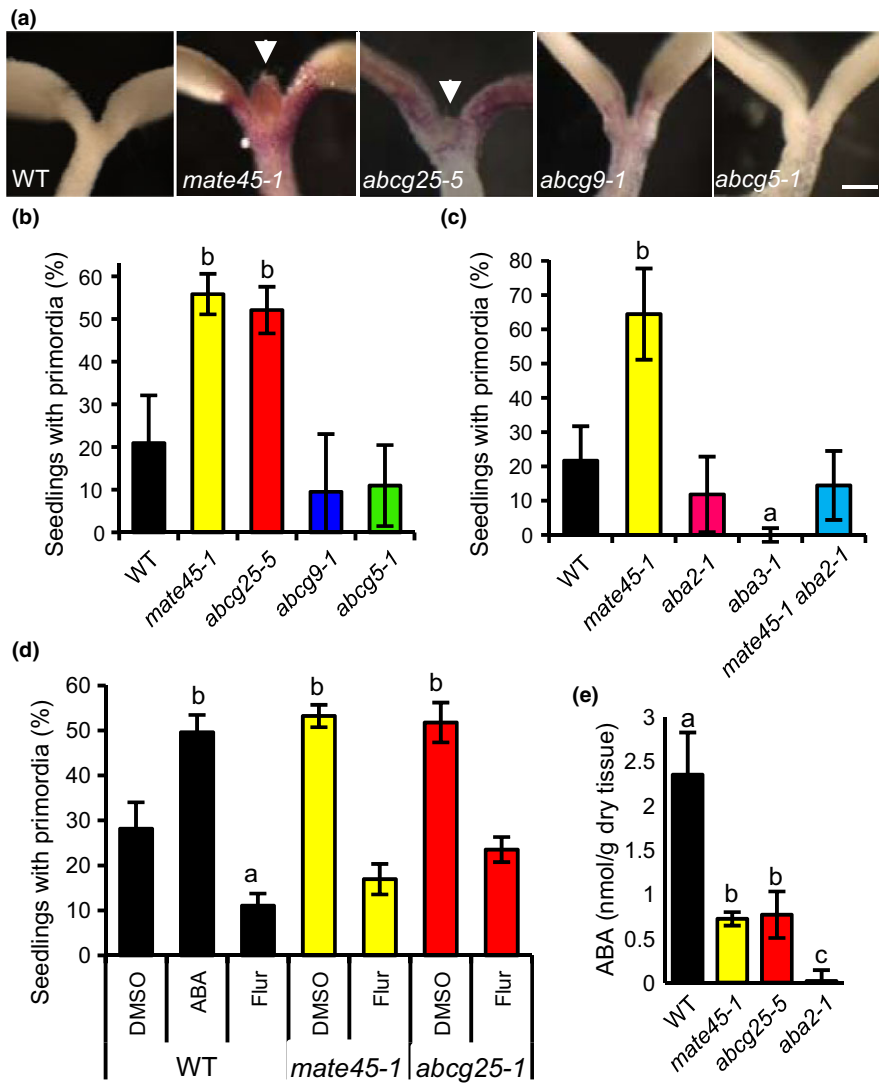 (a)
WT
mate45-1
abcg25-5
abcg9-1
abcg5-1
(b)
Seedlings with primordia (%)
60
50
40
30
20
10
0
b
b
WT
mate45-1
abcg25-5
abcg9-1
abcg5-1
(c)
Seedlings with primordia (%)
80
70
60
50
40
30
20
10
0
b
a
WT
mate45-1
aba2-1
aba3-1
mate45-1 aba2-1
(d)
Seedlings with primordia (%)
60
50
40
30
20
10
0
b
a
b
b
DMSO
ABA
Flur
DMSO
Flur
DMSO
Flur
WT
mate45-1
abcg25-1
(e)
ABA (nmol/g dry tissue)
3
2.5
2
1.5
1
0.5
0
a
b
b
c
WT
mate45-1
abcg25-5
aba2-1